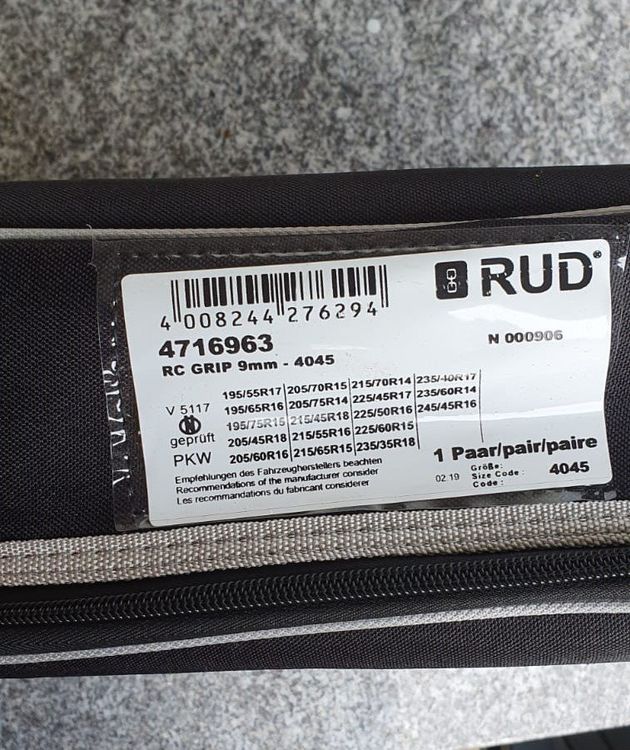 RUD®
4 008244 276294
4716963
N 000906
RC GRIP 9mm - 4045
V 5117
geprüft
PKW
195/55R17 205/70R15 215/70R14 235/40R17
195/65R16 205/75R14 225/45R17 235/60R14
195/75R15 215/45R18 225/50R16 245/45R16
205/45R18 215/55R16 225/60R15
205/60R16 215/65R15 235/35R18
1 Paar/pair/paire
Empfehlungen des Fahrzeugherstellers beachten
Recommendations of the manufacturer consider
Les recommandations du fabricant considerer
02.19
Größe:
Size Code :
Code :
4045